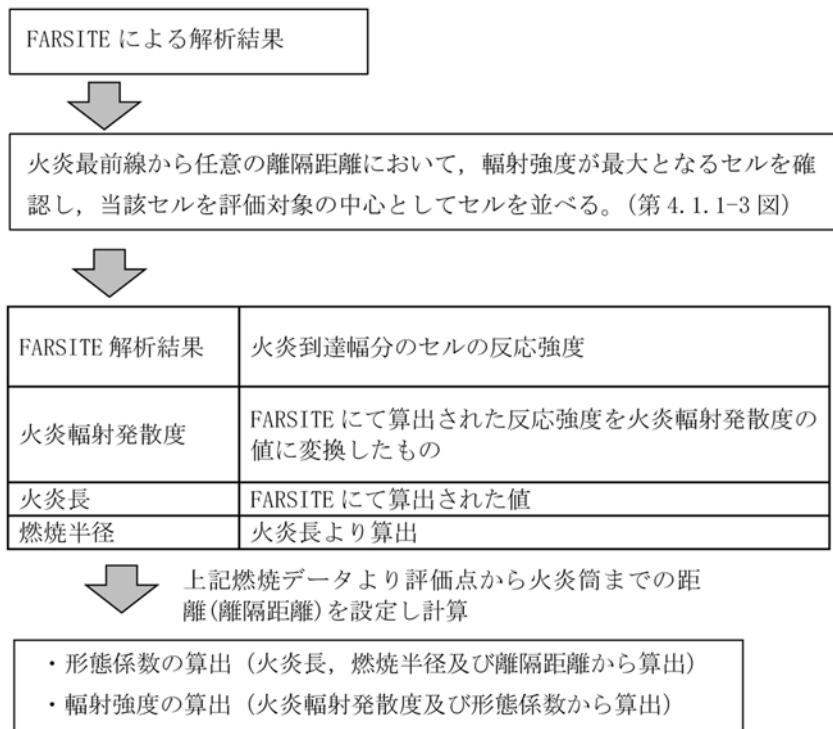 FARSITE による解析結果
火炎最前線から任意の離隔距離において，輻射強度が最大となるセルを確
認し，当該セルを評価対象の中心としてセルを並べる。(第 4.1.1-3 図)
FARSITE 解析結果
火炎到達幅分のセルの反応強度
火炎輻射発散度
FARSITE にて算出された反応強度を火炎輻射発散度の
値に変換したもの
火炎長
FARSITE にて算出された値
燃焼半径
火炎長より算出
上記燃焼データより評価点から火炎筒までの距
離(離隔距離)を設定し計算
・形態係数の算出（火炎長，燃焼半径及び離隔距離から算出）
・輻射強度の算出（火炎輻射発散度及び形態係数から算出）